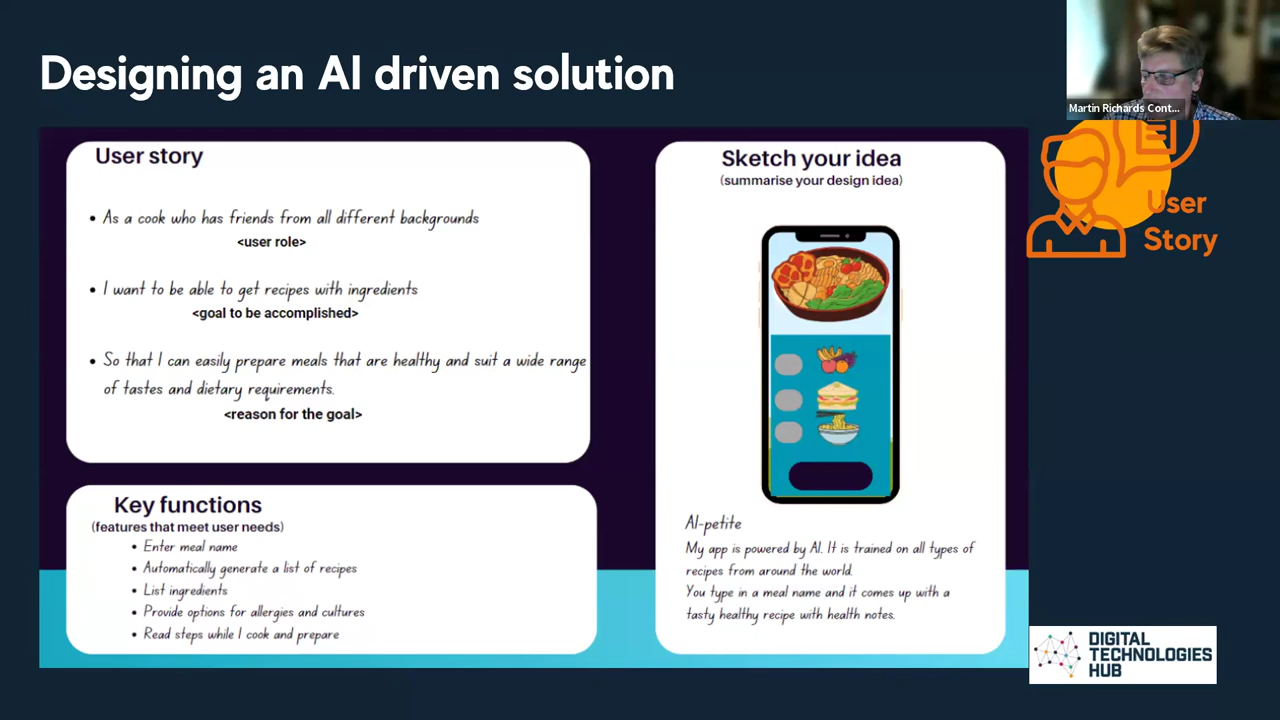 Designing an AI driven solution
Martin Richards Cont...
User story
• As a cook who has friends from all different backgrounds
<user role>
• I want to be able to get recipes with ingredients
<goal to be accomplished>
• So that I can easily prepare meals that are healthy and suit a wide range
of tastes and dietary requirements.
<reason for the goal>
Key functions
(features that meet user needs)
• Enter meal name
• Automatically generate a list of recipes
• List ingredients
• Provide options for allergies and cultures
• Read steps while I cook and prepare
Sketch your idea
(summarise your design idea)
AI-petite
My app is powered by AI. It is trained on all types of
recipes from around the world.
You type in a meal name and it comes up with a
tasty healthy recipe with health notes.
User
Story
DIGITAL
TECHNOLOGIES
HUB